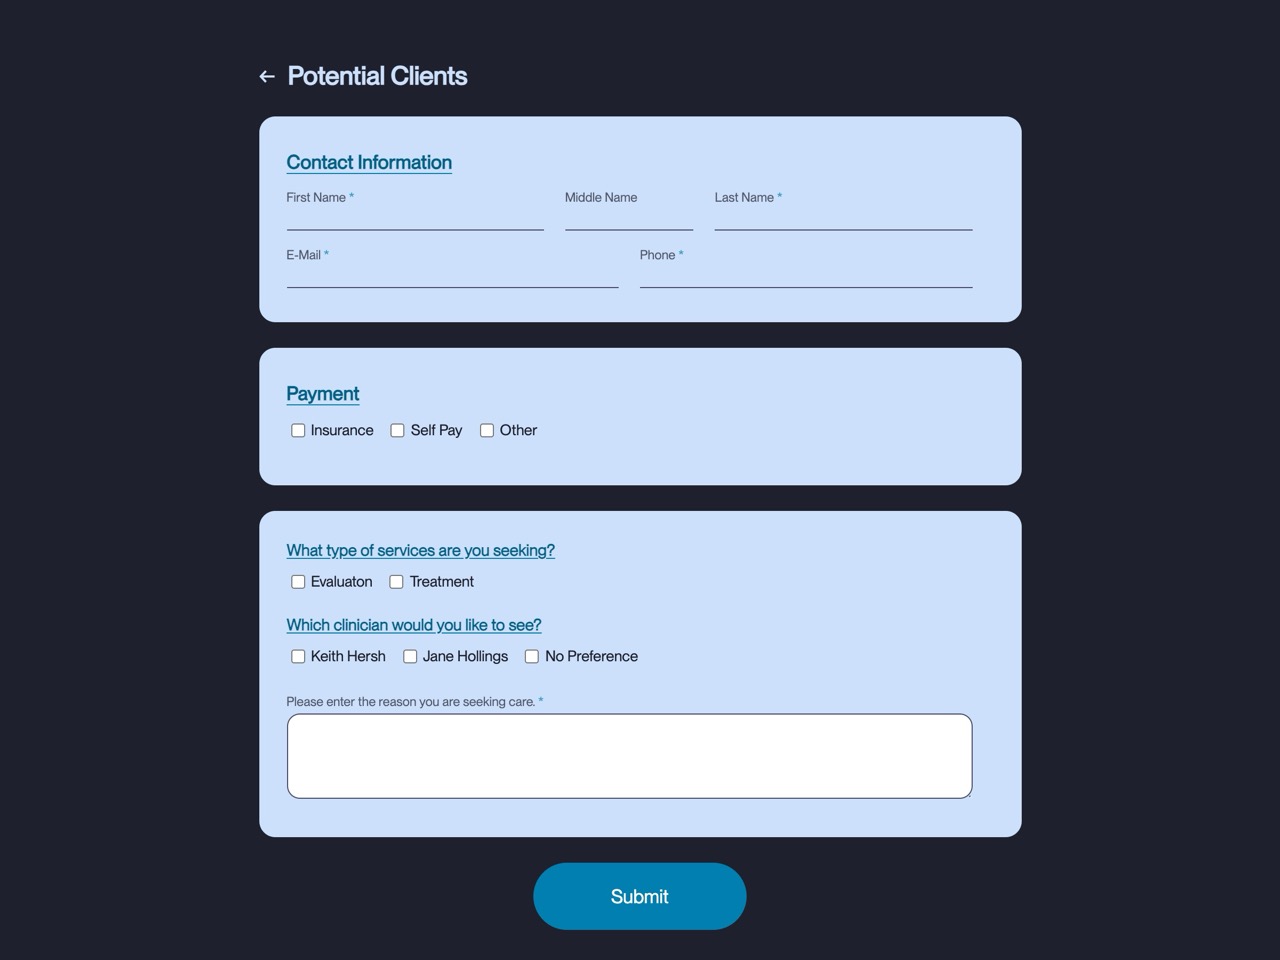 ← Potential Clients
Contact Information
First Name * Middle Name Last Name *
E-Mail * Phone *
Payment
Insurance Self Pay Other
What type of services are you seeking?
Evaluaton Treatment
Which clinician would you like to see?
Keith Hersh Jane Hollings No Preference
Please enter the reason you are seeking care. *
Submit